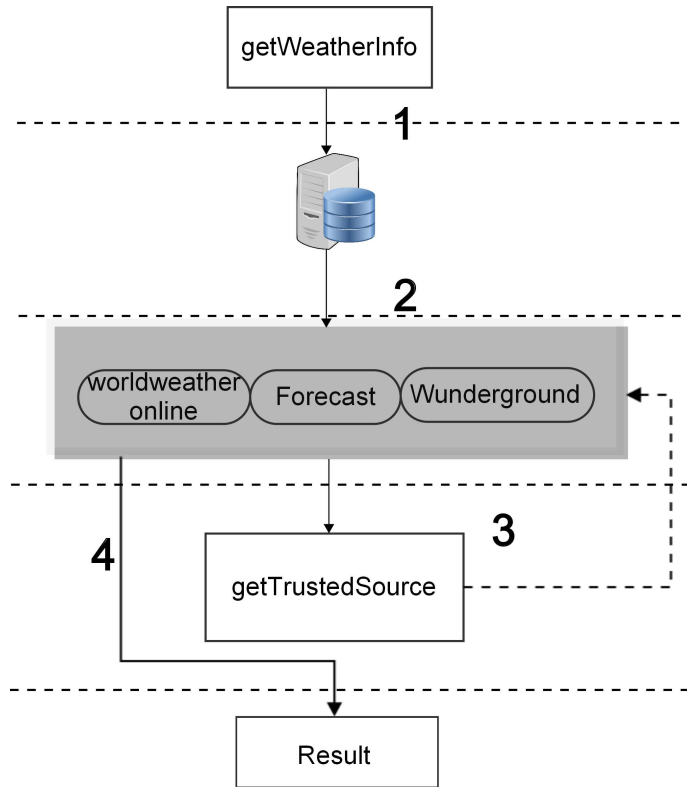 getWeatherInfo
1
2
worldweather
online
Forecast
Wunderground
3
4
getTrustedSource
Result